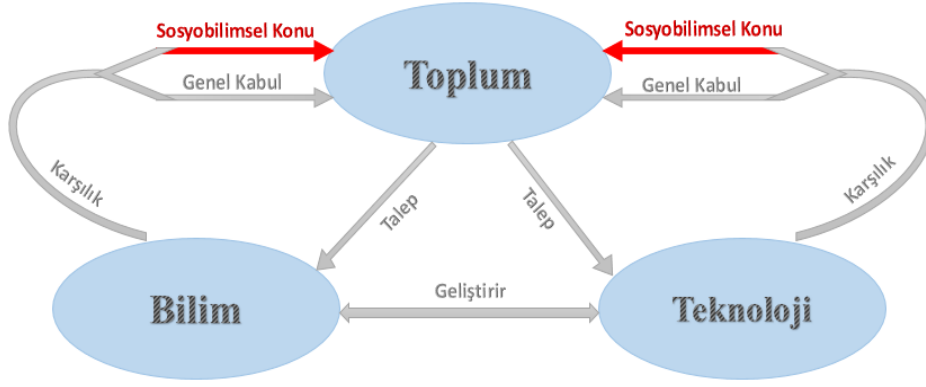 Sosyobilimsel Konu
Sosyobilimsel Konu
Toplum
Genel Kabul
Genel Kabul
Karşılık
Talep
Talep
Karşılık
Geliştirir
Bilim
Teknoloji